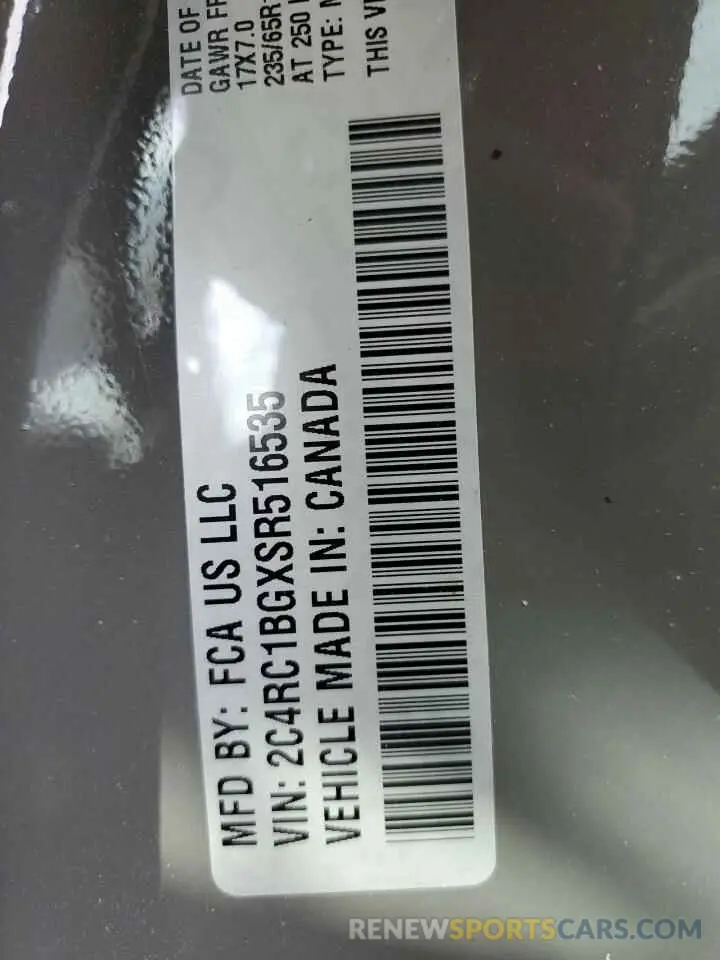 MFD BY: FCA US LLC
VIN: 2C4RC1BGXSR516535
VEHICLE MADE IN: CANADA
DATE OF
GAWR
17X7.0
235/65R
AT 250
TYPE:
THIS
RENEWSPORTSCARS.COM